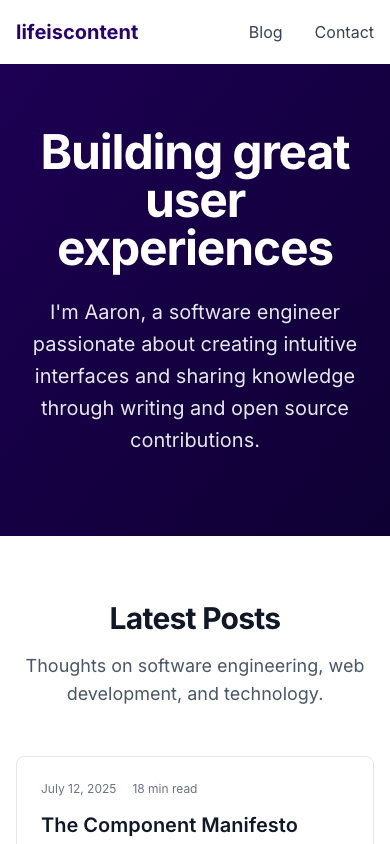 lifeiscontent
Blog
Contact
Building great
user
experiences
I'm Aaron, a software engineer
passionate about creating intuitive
interfaces and sharing knowledge
through writing and open source
contributions.
Latest Posts
Thoughts on software engineering, web
development, and technology.
July 12, 2025
18 min read
The Component Manifesto